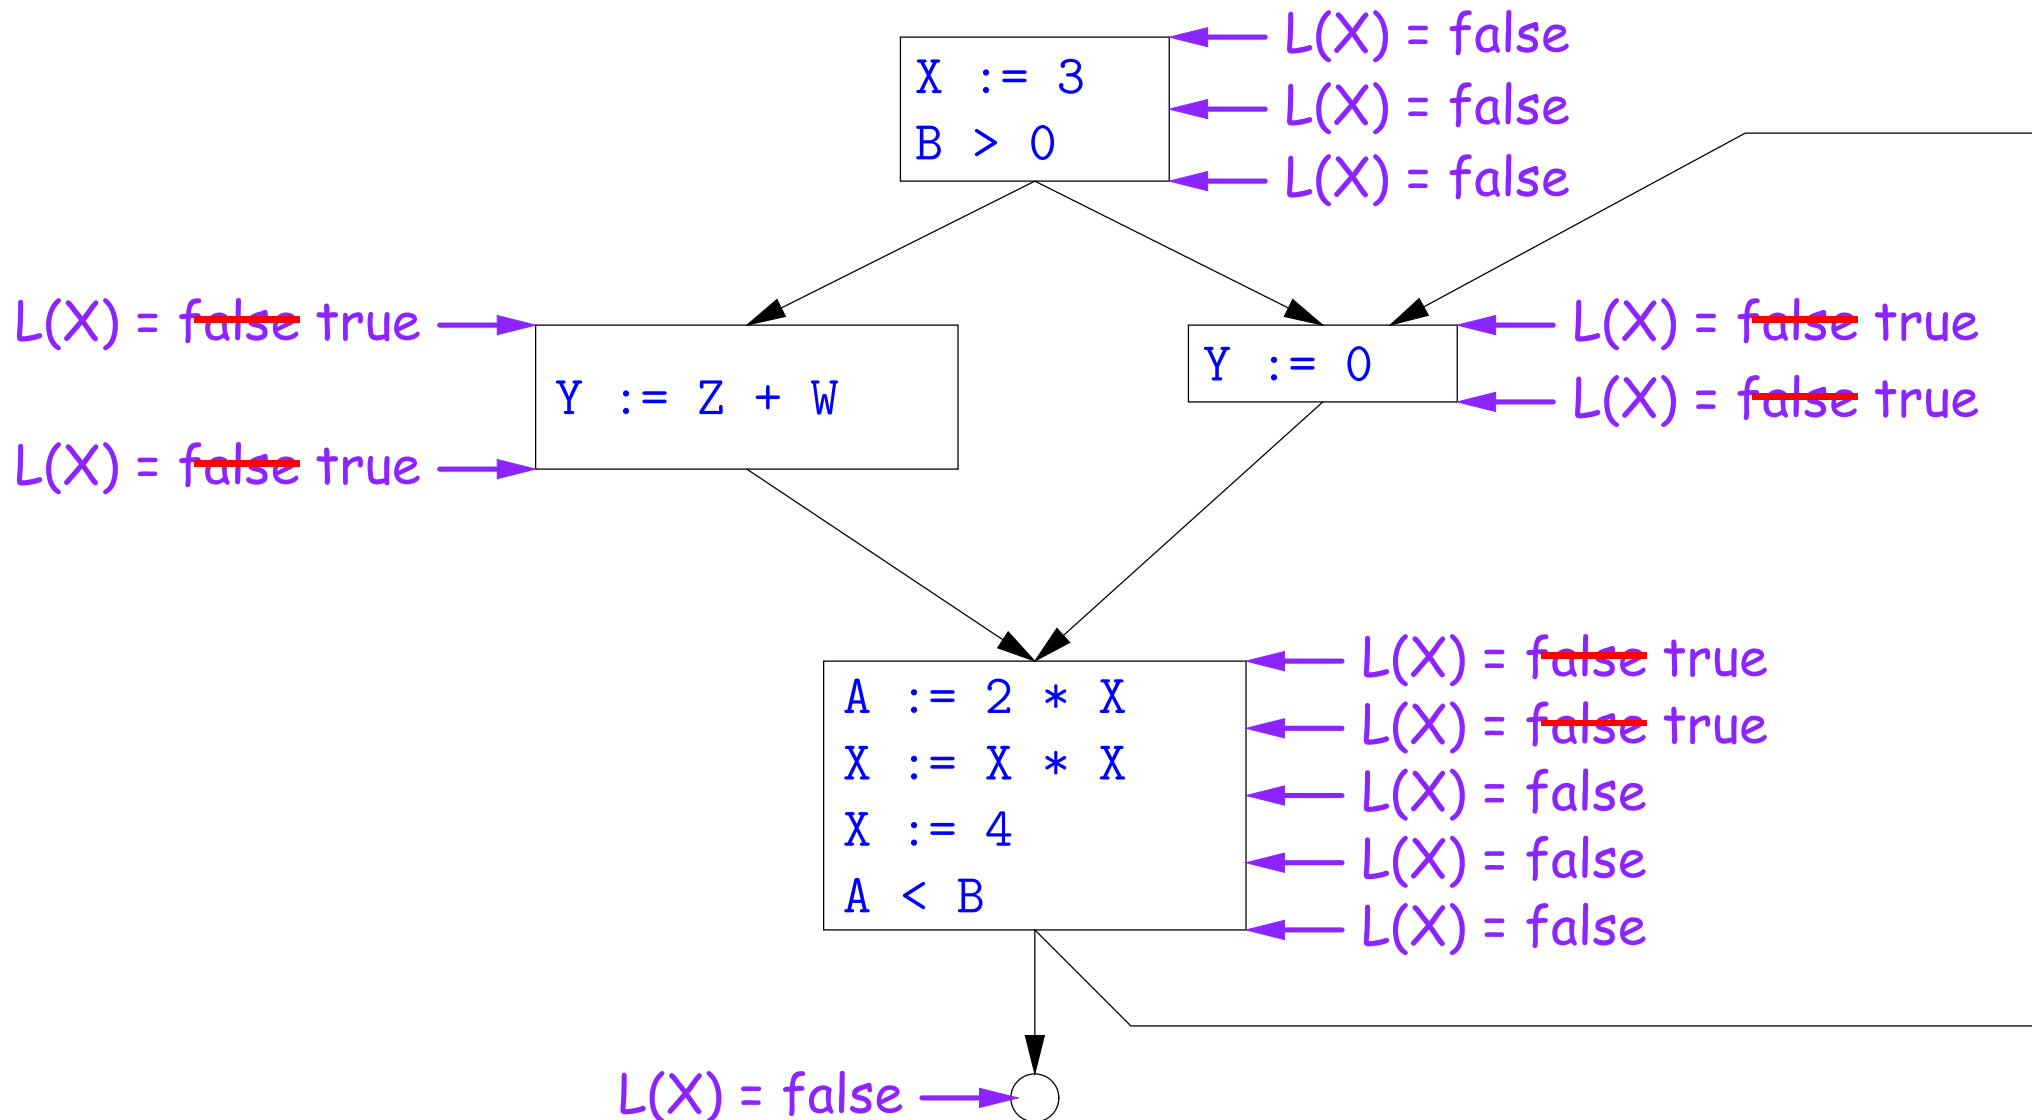 L(X) = false
X := 3
L(X) = false
B > 0
L(X) = false
L(X) = false true
L(X) = false true
Y := 0
Y := Z + W
L(X) = false true
L(X) = false true
L(X) = false true
A := 2 * X
L(X) = false true
X := X * X
L(X) = false
X := 4
L(X) = false
A < B
L(X) = false
L(X) = false